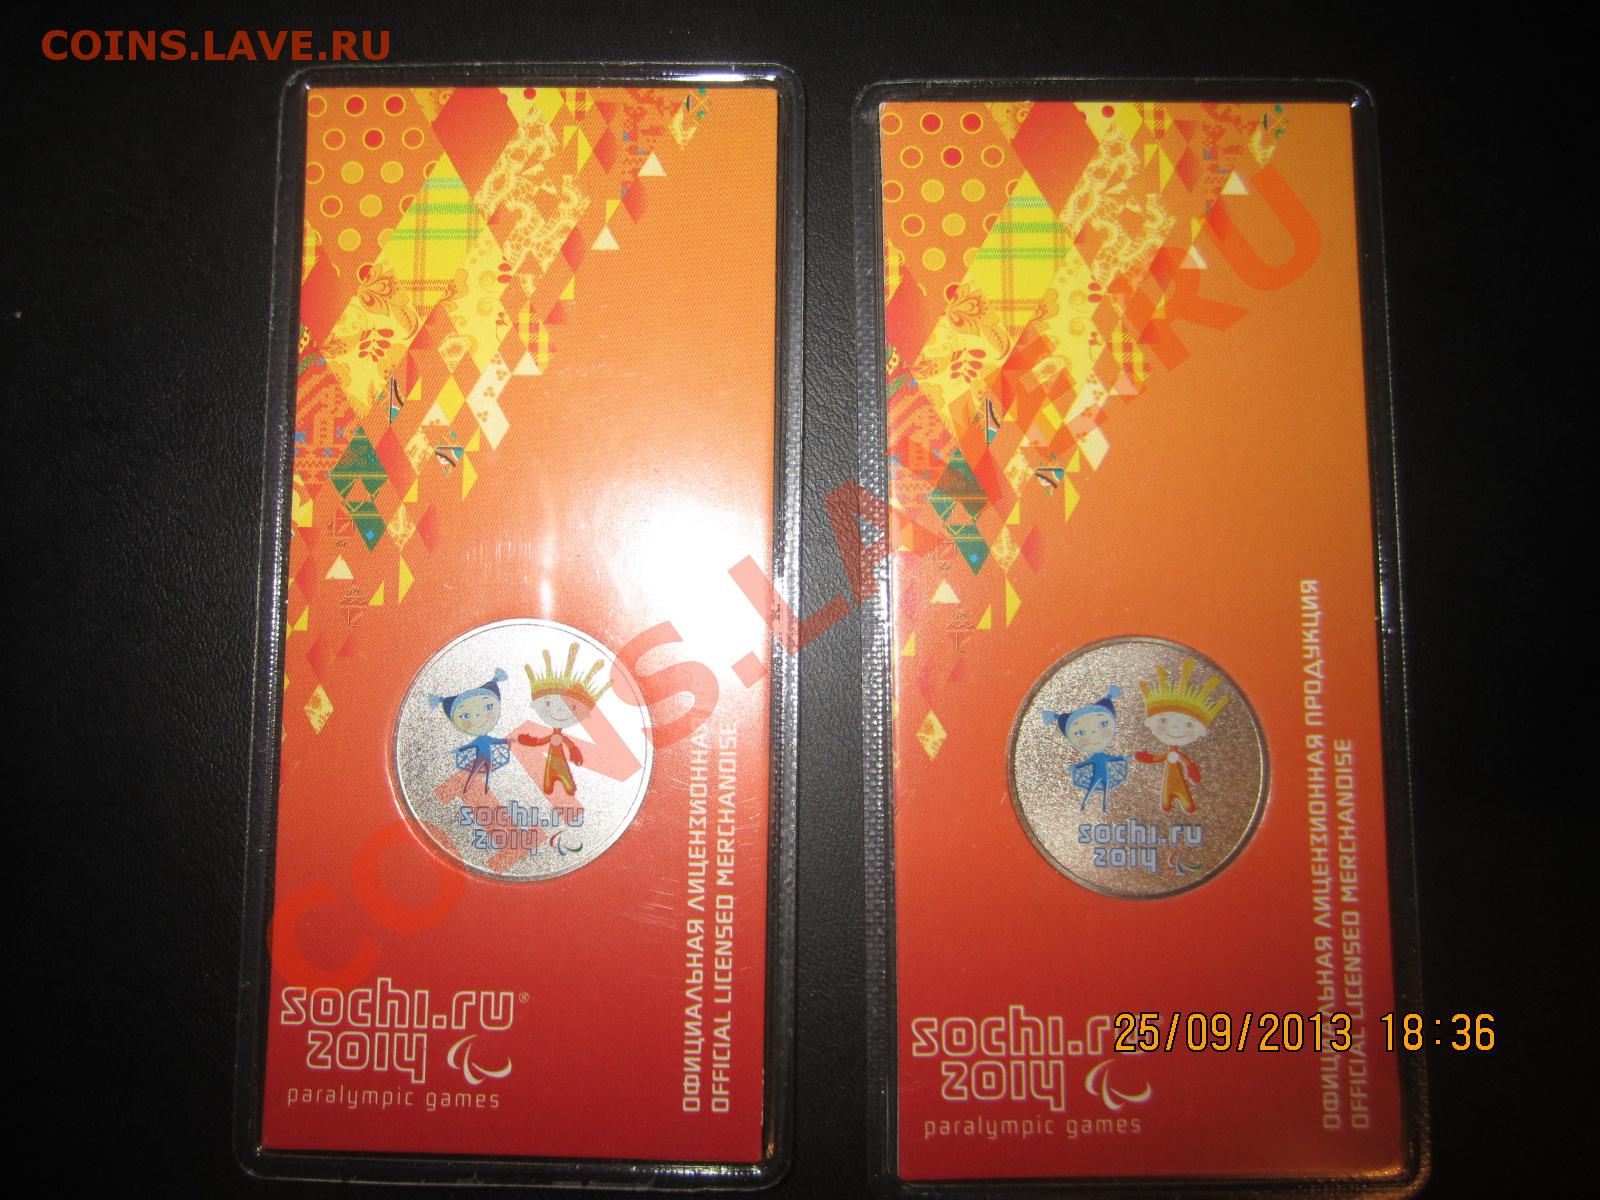 COINS.LAVE.RU
COINS.LAVE.RU
sochi.ru
2014
sochi.ru®
2014
paralympic games
ОФИЦИАЛЬНАЯ ЛИЦЕНЗИОННАЯ
OFFICIAL LICENSED MERCHANDISE
sochi.ru
2014
sochi.ru
2014
paralympic games
ОФИЦИАЛЬНАЯ ЛИЦЕНЗИОННАЯ ПРОДУКЦИЯ
OFFICIAL LICENSED MERCHANDISE
25/09/2013 18:36